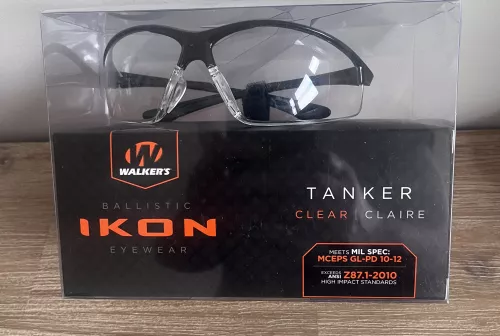 W
WALKER'S
BALLISTIC
IKON
EYEWEAR
TANKER
CLEAR | CLAIRE
MEETS MIL SPEC:
MCEPS GL-PD 10-12
EXCEEDS
ANSI Z87.1-2010
HIGH IMPACT STANDARDS